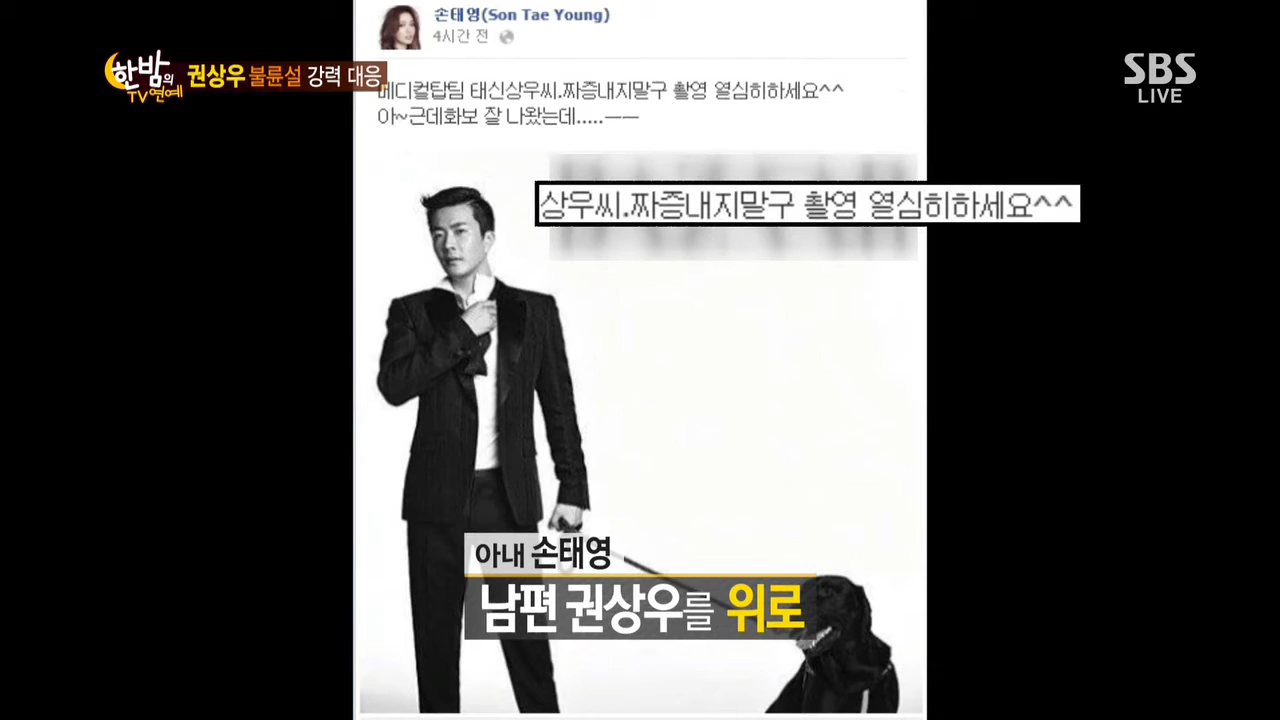 손태영(Son Tae Young)
4시간 전
한밤의
TV연예
권상우 불륜설 강력 대응
SBS
LIVE
메디컬탑팀 태신상우씨.짜증내지말구 촬영 열심히하세요^^
아~근데화보 잘 나왔는데.....ㅡㅡ
상우씨.짜증내지말구 촬영 열심히하세요^^
아내 손태영
남편 권상우를 위로